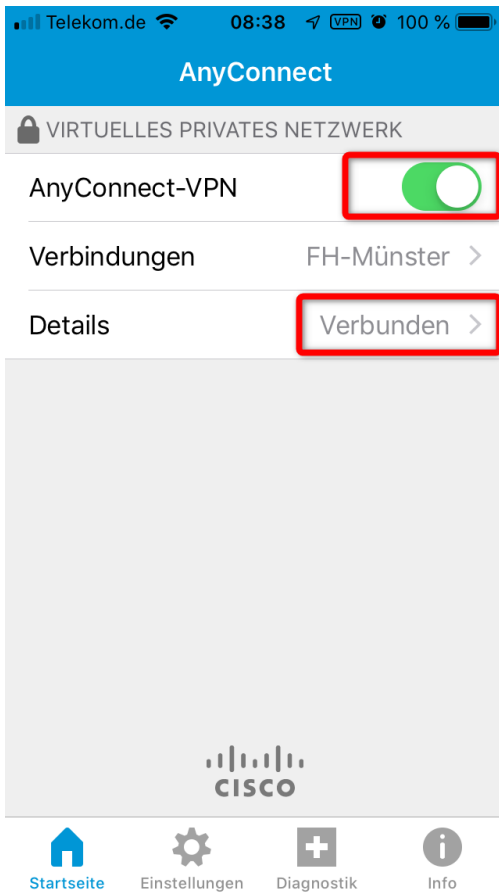 Telekom.de 08:38 VPN 100 %
AnyConnect
VIRTUELLES PRIVATES NETZWERK
AnyConnect-VPN
Verbindungen FH-Münster >
Details Verbunden >
CISCO
Startseite Einstellungen Diagnostik Info